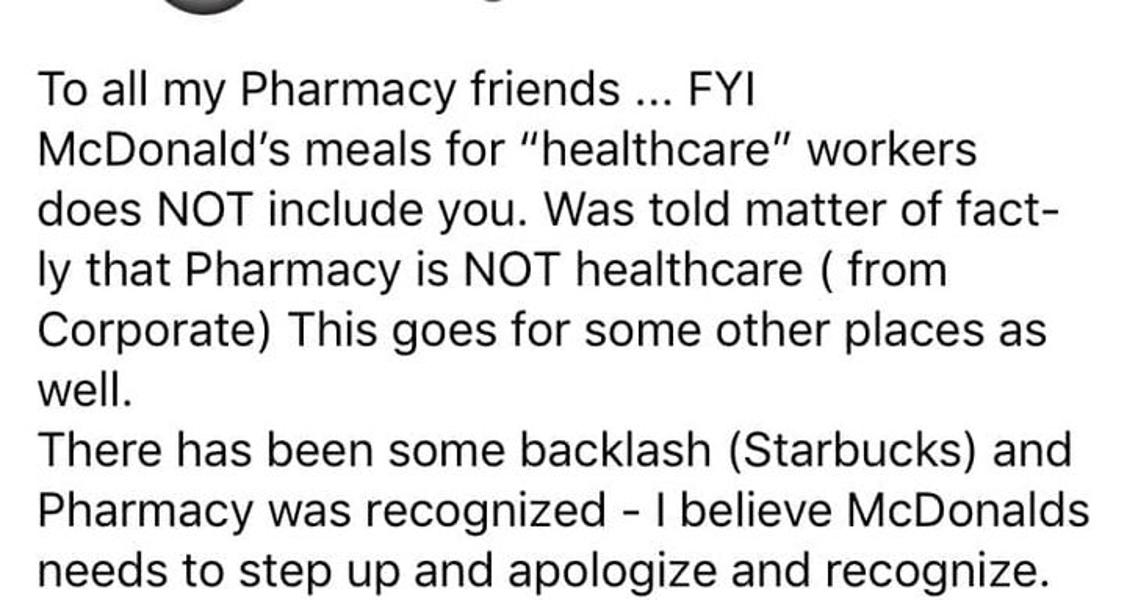 To all my Pharmacy friends ... FYI
McDonald’s meals for “healthcare” workers
does NOT include you. Was told matter of fact-
ly that Pharmacy is NOT healthcare ( from
Corporate) This goes for some other places as
well.
There has been some backlash (Starbucks) and
Pharmacy was recognized - I believe McDonalds
needs to step up and apologize and recognize.